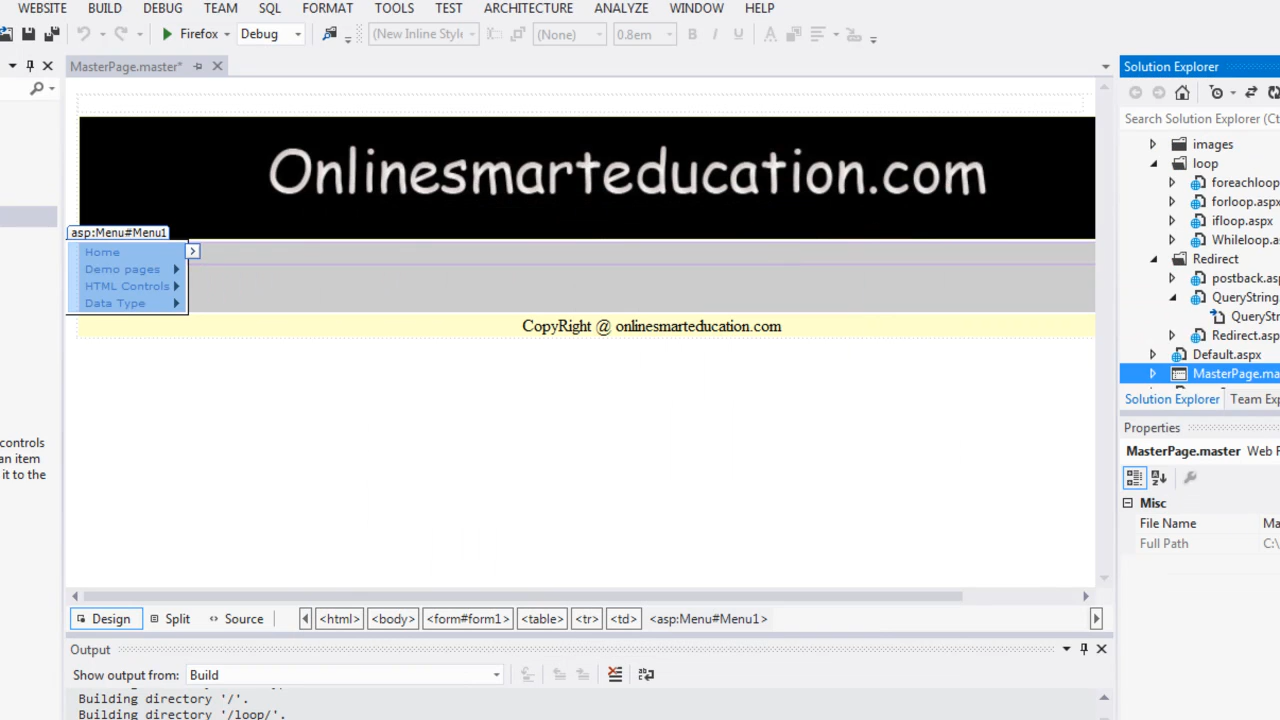 WEBSITE BUILD DEBUG TEAM SQL FORMAT TOOLS TEST ARCHITECTURE ANALYZE WINDOW HELP
Firefox Debug (New Inline Style (None) 0.8em B I U A
MasterPage.master*
Onlinesmarteducation.com
asp:Menu#Menu1
Home
Demo pages
HTML Controls
Data Type
CopyRight @ onlinesmarteducation.com
controls
an item
it to the
Design Split Source <html> <body> <form#form1> <table> <tr> <td> <asp:Menu#Menu1>
Output
Show output from: Build
Building directory '/'.
Building directory '/loop/'.
Solution Explorer
Search Solution Explorer (Ct
images
loop
foreachloop
forloop.aspx
ifloop.aspx
Whileloop.as
Redirect
postback.asp
QueryString
QueryStr
Redirect.asp
Default.aspx
MasterPage.ma
Solution Explorer Team Exp
Properties
MasterPage.master Web F
Misc
File Name Ma
Full Path C:\